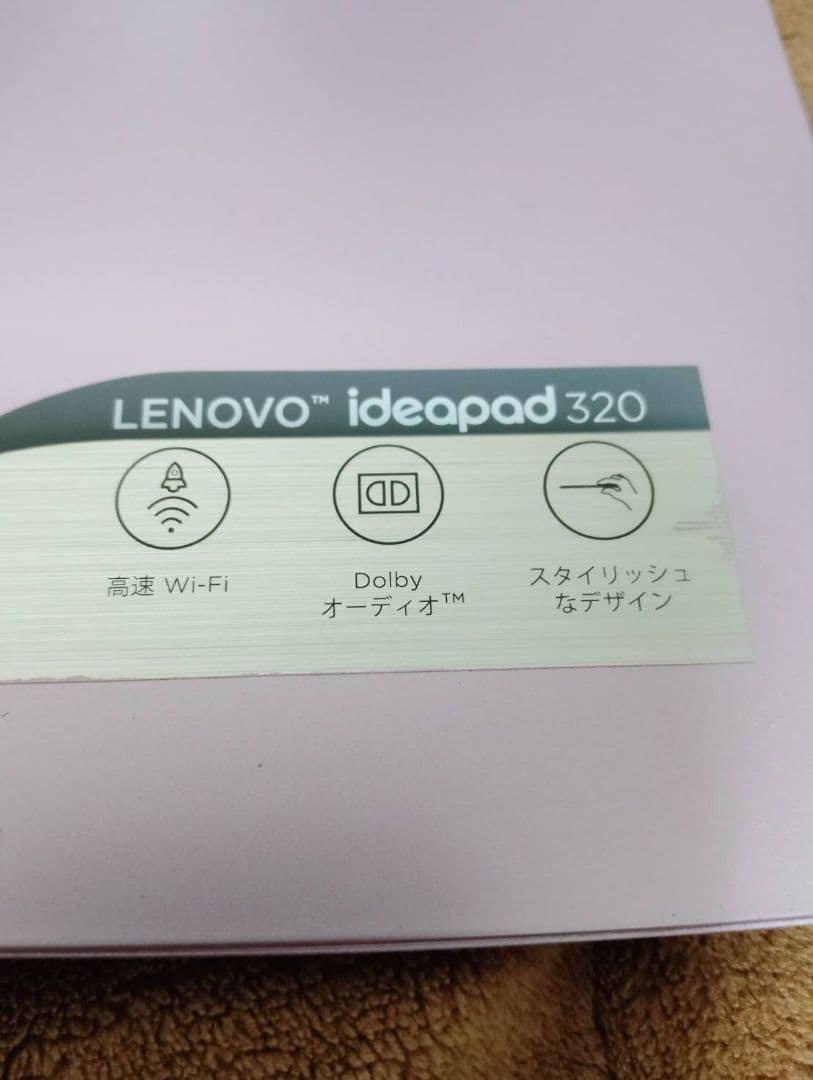 LENOVO™ ideapad 320
高速 Wi-Fi
Dolby
オーディオ™
スタイリッシュ
なデザイン